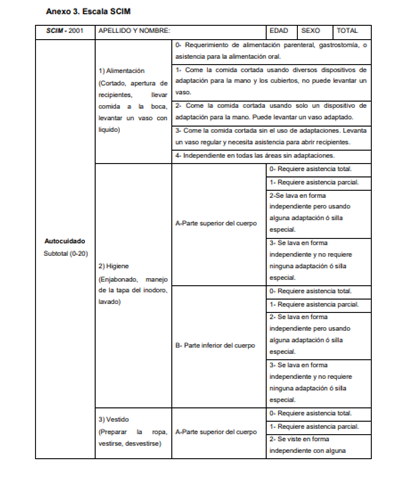 Anexo 3. Escala SCIM
SCIM - 2001
APELLIDO Y NOMBRE:
EDAD
SEXO
TOTAL
Autocuidado
Subtotal (0-20)
1) Alimentación
(Cortado, apertura de
recipientes, llevar
comida a la boca,
levantar un vaso con
liquido)
0- Requerimiento de alimentación parenteral, gastrostomía, o
asistencia para la alimentación oral.
1- Come la comida cortada usando diversos dispositivos de
adaptación para la mano y los cubiertos, no puede levantar un
vaso.
2- Come la comida cortada usando solo un dispositivo de
adaptación para la mano. Puede levantar un vaso adaptado.
3- Come la comida cortada sin el uso de adaptaciones. Levanta
un vaso regular y necesita asistencia para abrir recipientes.
4- Independiente en todas las áreas sin adaptaciones.
2) Higiene
(Enjabonado, manejo
de la tapa del inodoro,
lavado)
A-Parte superior del cuerpo
0- Requiere asistencia total.
1- Requiere asistencia parcial.
2-Se lava en forma
independiente pero usando
alguna adaptación ó silla
especial.
3- Se lava en forma
independiente y no requiere
ninguna adaptación ó silla
especial.
B- Parte inferior del cuerpo
0- Requiere asistencia total.
1- Requiere asistencia parcial.
2- Se lava en forma
independiente pero usando
alguna adaptación ó silla
especial.
3- Se lava en forma
independiente y no requiere
ninguna adaptación ó silla
especial.
3) Vestido
(Preparar la ropa,
vestirse, desvestirse)
A-Parte superior del cuerpo
0- Requiere asistencia total.
1- Requiere asistencia parcial.
2- Se viste en forma
independiente con alguna